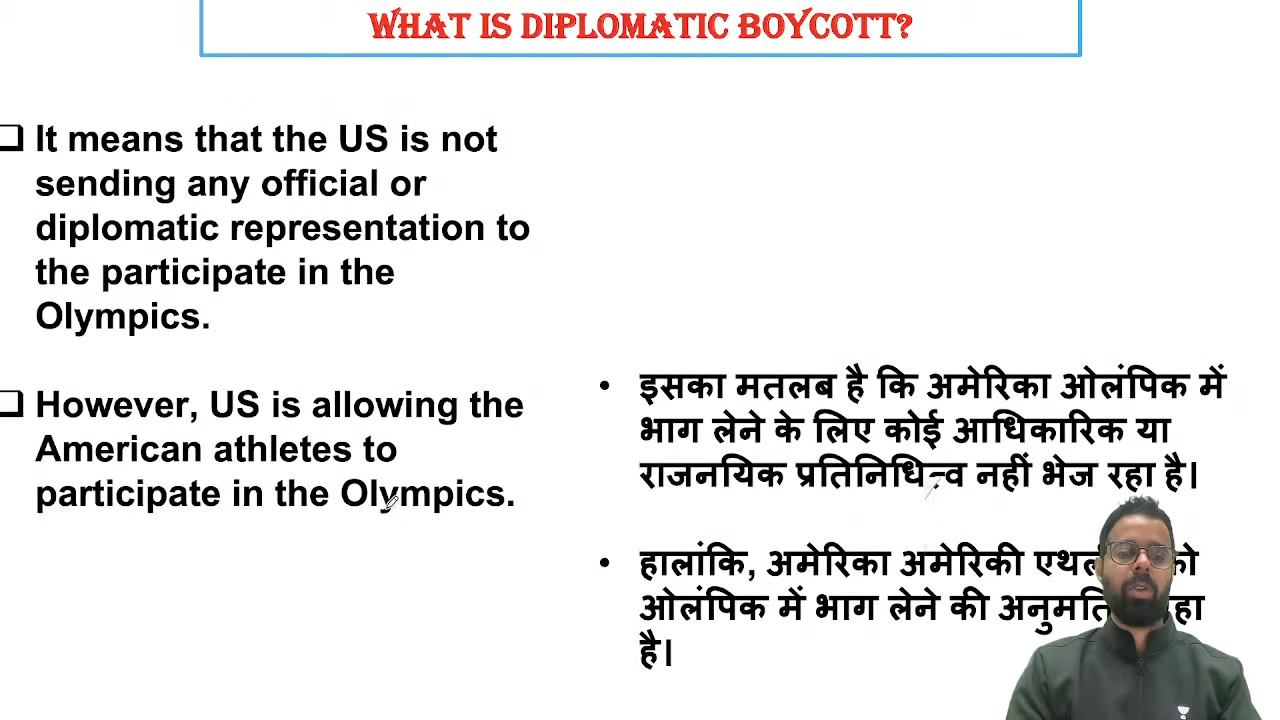 WHAT IS DIPLOMATIC BOYCOTT?
It means that the US is not
sending any official or
diplomatic representation to
the participate in the
Olympics.
However, US is allowing the
American athletes to
participate in the Olympics.
इसका मतलब है कि अमेरिका ओलंपिक में
भाग लेने के लिए कोई आधिकारिक या
राजनयिक प्रतिनिधित्व नहीं भेज रहा है।
हालांकि, अमेरिका अमेरिकी को
ओलंपिक में भाग लेने की
है।